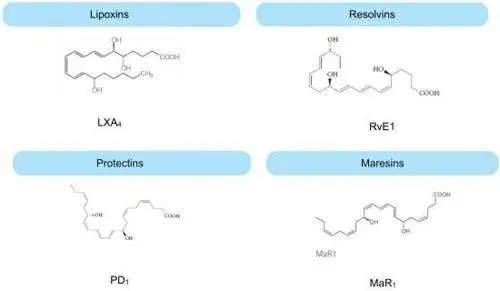 Lipoxins
OH
COOH
OH
CH₃
OH
LXA₄
Resolvins
OH
OH
HO
COOH
RvE1
Protectins
OH
COOH
OH
PD₁
Maresins
COOH
OH
OH
MaR1
MaR₁